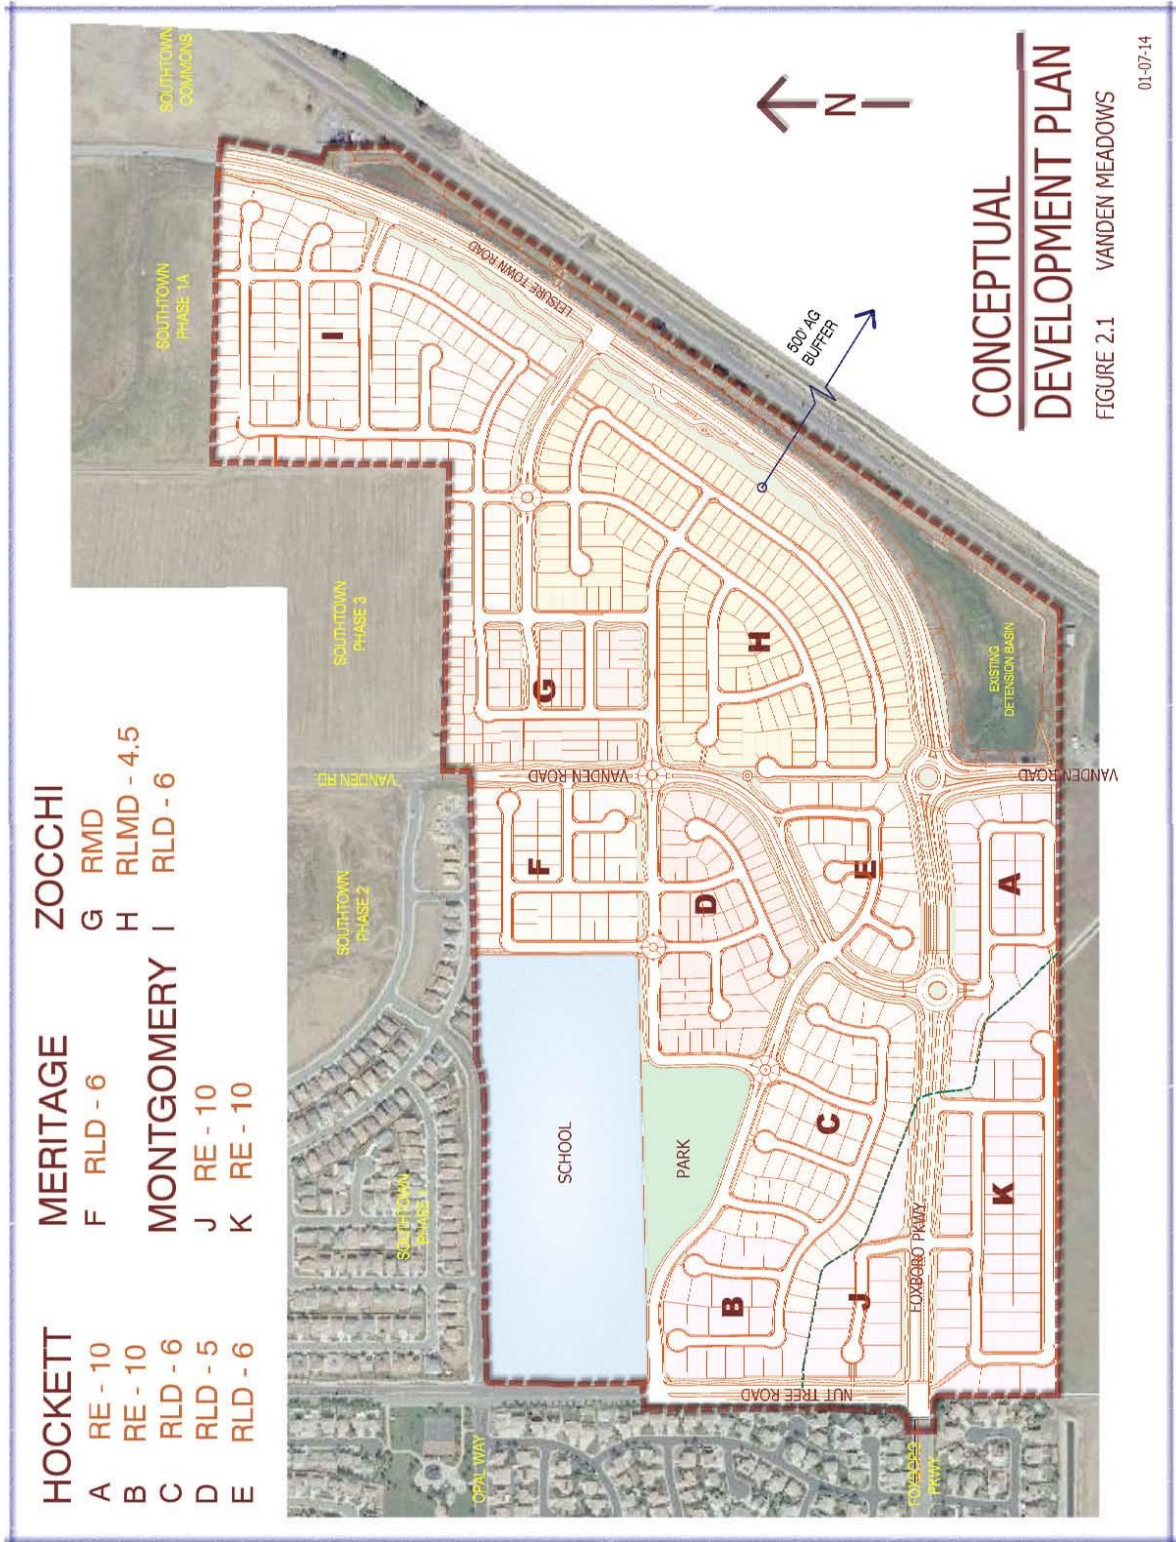 HOCKETT
A RE - 10
B RE - 10
C RLD - 6
D RLD - 5
E RLD - 6
MERITAGE
F RLD - 6
MONTGOMERY
J RE - 10
K RE - 10
ZOCCHI
G RMD
H RLMD - 4.5
I RLD - 6
SOUTHTOWN
COMMONS
SOUTHTOWN
PHASE 1A
SOUTHTOWN
PHASE 3
SOUTHTOWN
PHASE 2
SOUTHTOWN
PHASE 1
VANDEN RD.
LEISURE TOWN ROAD
I
G
H
F
D
E
A
C
B
J
K
VANDEN ROAD
VANDEN ROAD
SCHOOL
PARK
NUT TREE ROAD
FOXBORO PKWY
OPAL WAY
FOXBORO
PKWY
EXISTING
DETENSION BASIN
500' AG
BUFFER
N
CONCEPTUAL
DEVELOPMENT PLAN
FIGURE 2.1 VANDEN MEADOWS
01-07-14